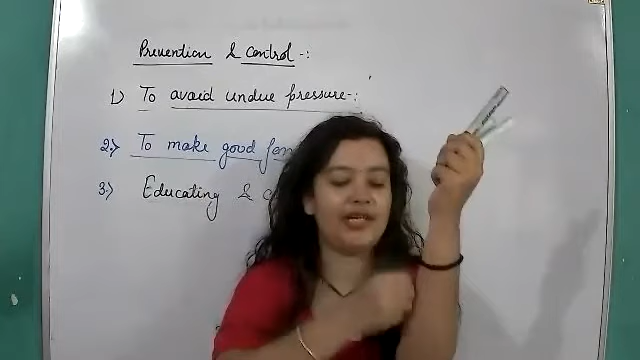 Prevention & control -:
1) To avoid undue pressure -:
2) To make good
3) Educating &